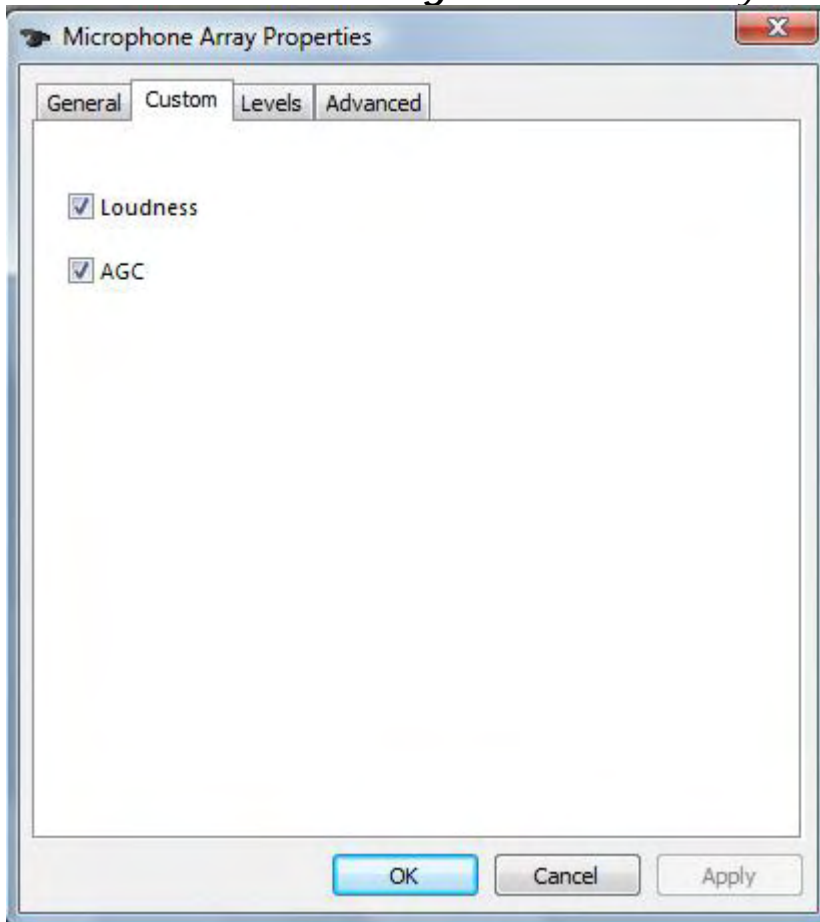 Microphone Array Properties
General Custom Levels Advanced
Loudness
AGC
OK Cancel Apply